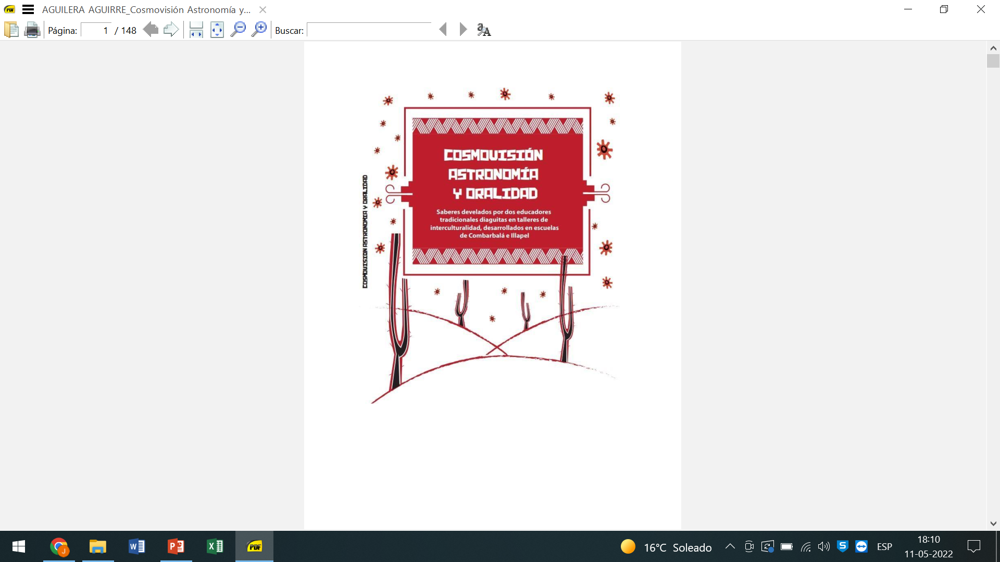 AGUILERA AGUIRRE_Cosmovisión Astronomía y...
Página: 1 / 148
Buscar:
COSMOVISIÓN
ASTRONOMÍA
Y ORALIDAD
Saberes develados por dos educadores
tradicionales diaguitas en talleres de
interculturalidad, desarrollados en escuelas
de Combarbalá e Illapel
COSMOVISIÓN ASTRONOMÍA Y ORALIDAD
16°C Soleado
ESP
18:10
11-05-2022